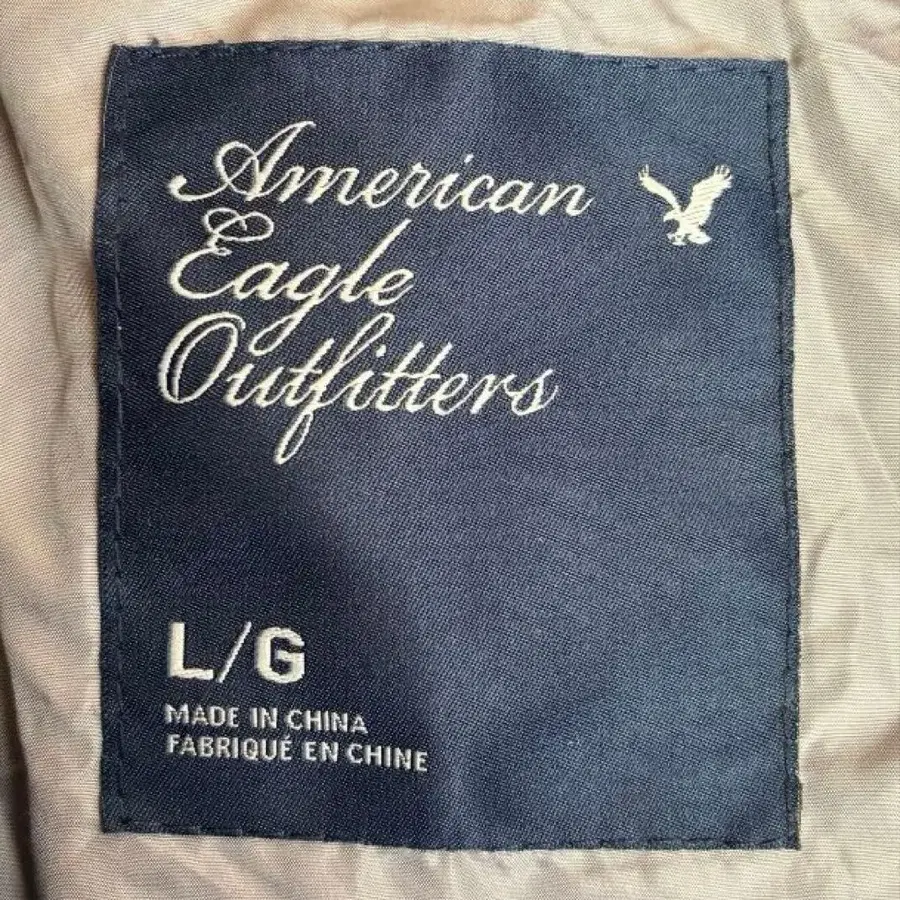 American
Eagle
Outfitters
L/G
MADE IN CHINA
FABRIQUÉ EN CHINE